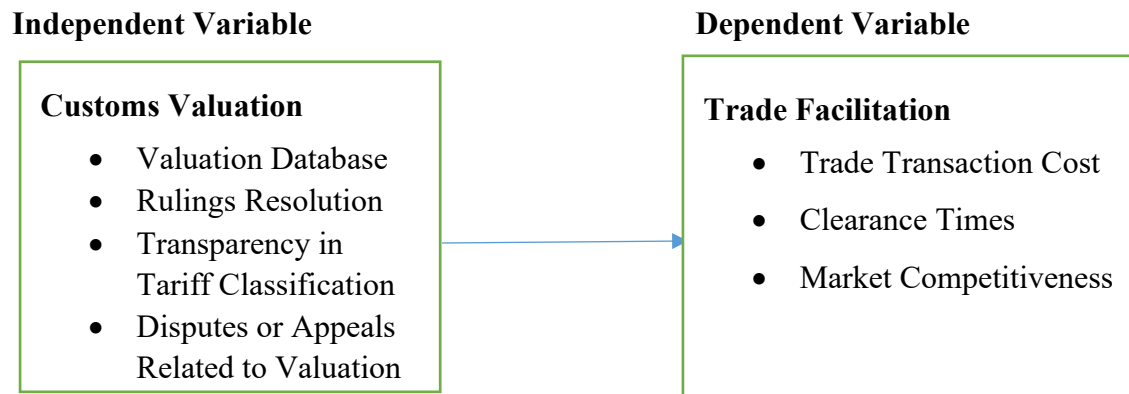 Independent Variable
Dependent Variable
Customs Valuation
• Valuation Database
• Rulings Resolution
• Transparency in
Tariff Classification
• Disputes or Appeals
Related to Valuation
Trade Facilitation
• Trade Transaction Cost
• Clearance Times
• Market Competitiveness